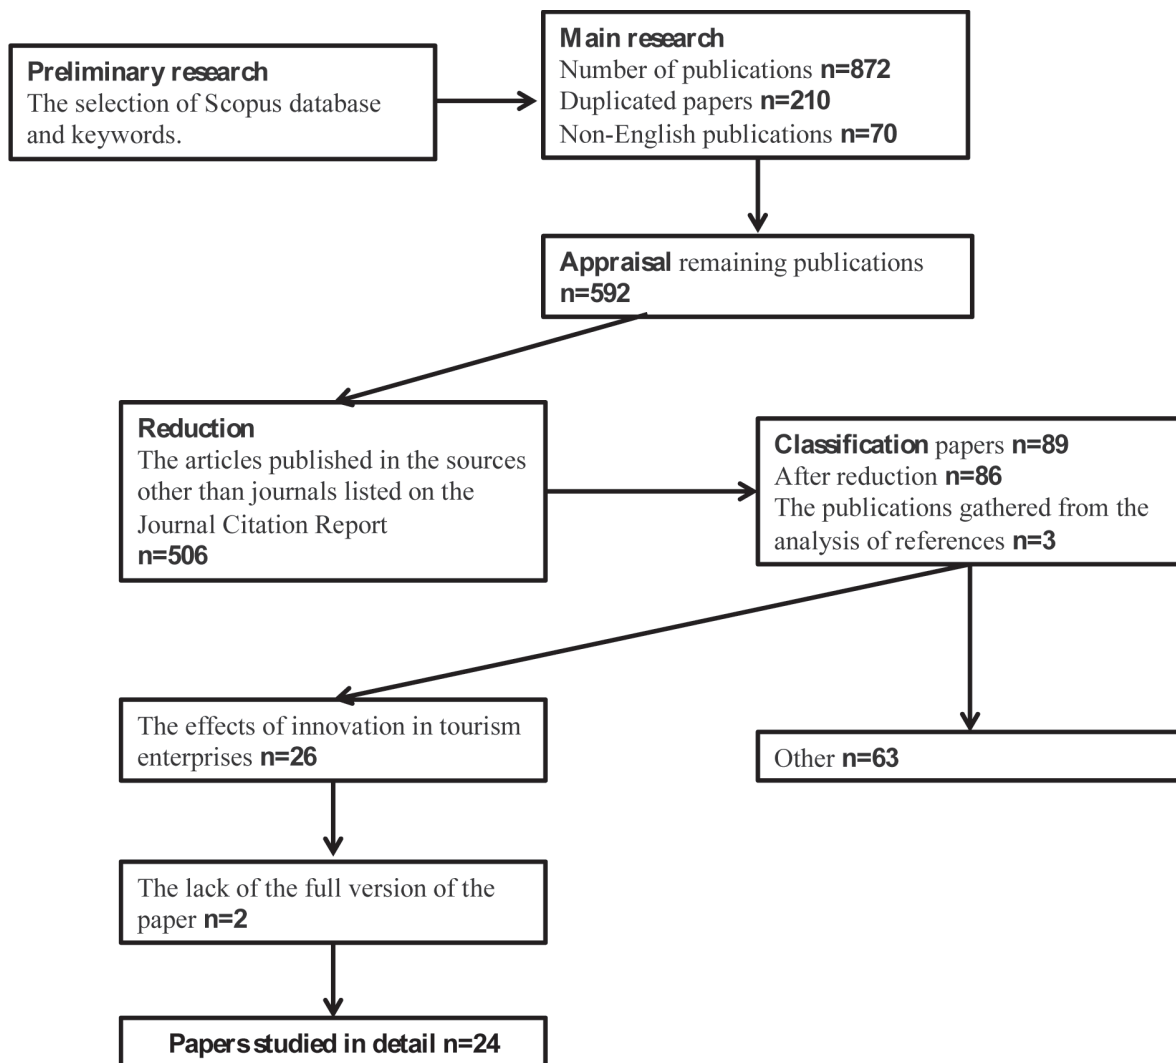 Preliminary research
The selection of Scopus database
and keywords.
Main research
Number of publications n=872
Duplicated papers n=210
Non-English publications n=70
Appraisal remaining publications
n=592
Reduction
The articles published in the sources
other than journals listed on the
Journal Citation Report
n=506
Classification papers n=89
After reduction n=86
The publications gathered from the
analysis of references n=3
The effects of innovation in tourism
enterprises n=26
Other n=63
The lack of the full version of the
paper n=2
Papers studied in detail n=24